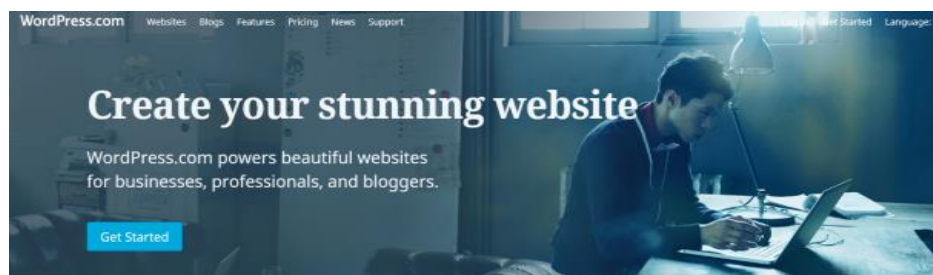 WordPress.com Websites Blogs Features Pricing News Support Get Started Language:
Create your stunning website
WordPress.com powers beautiful websites
for businesses, professionals, and bloggers.
Get Started